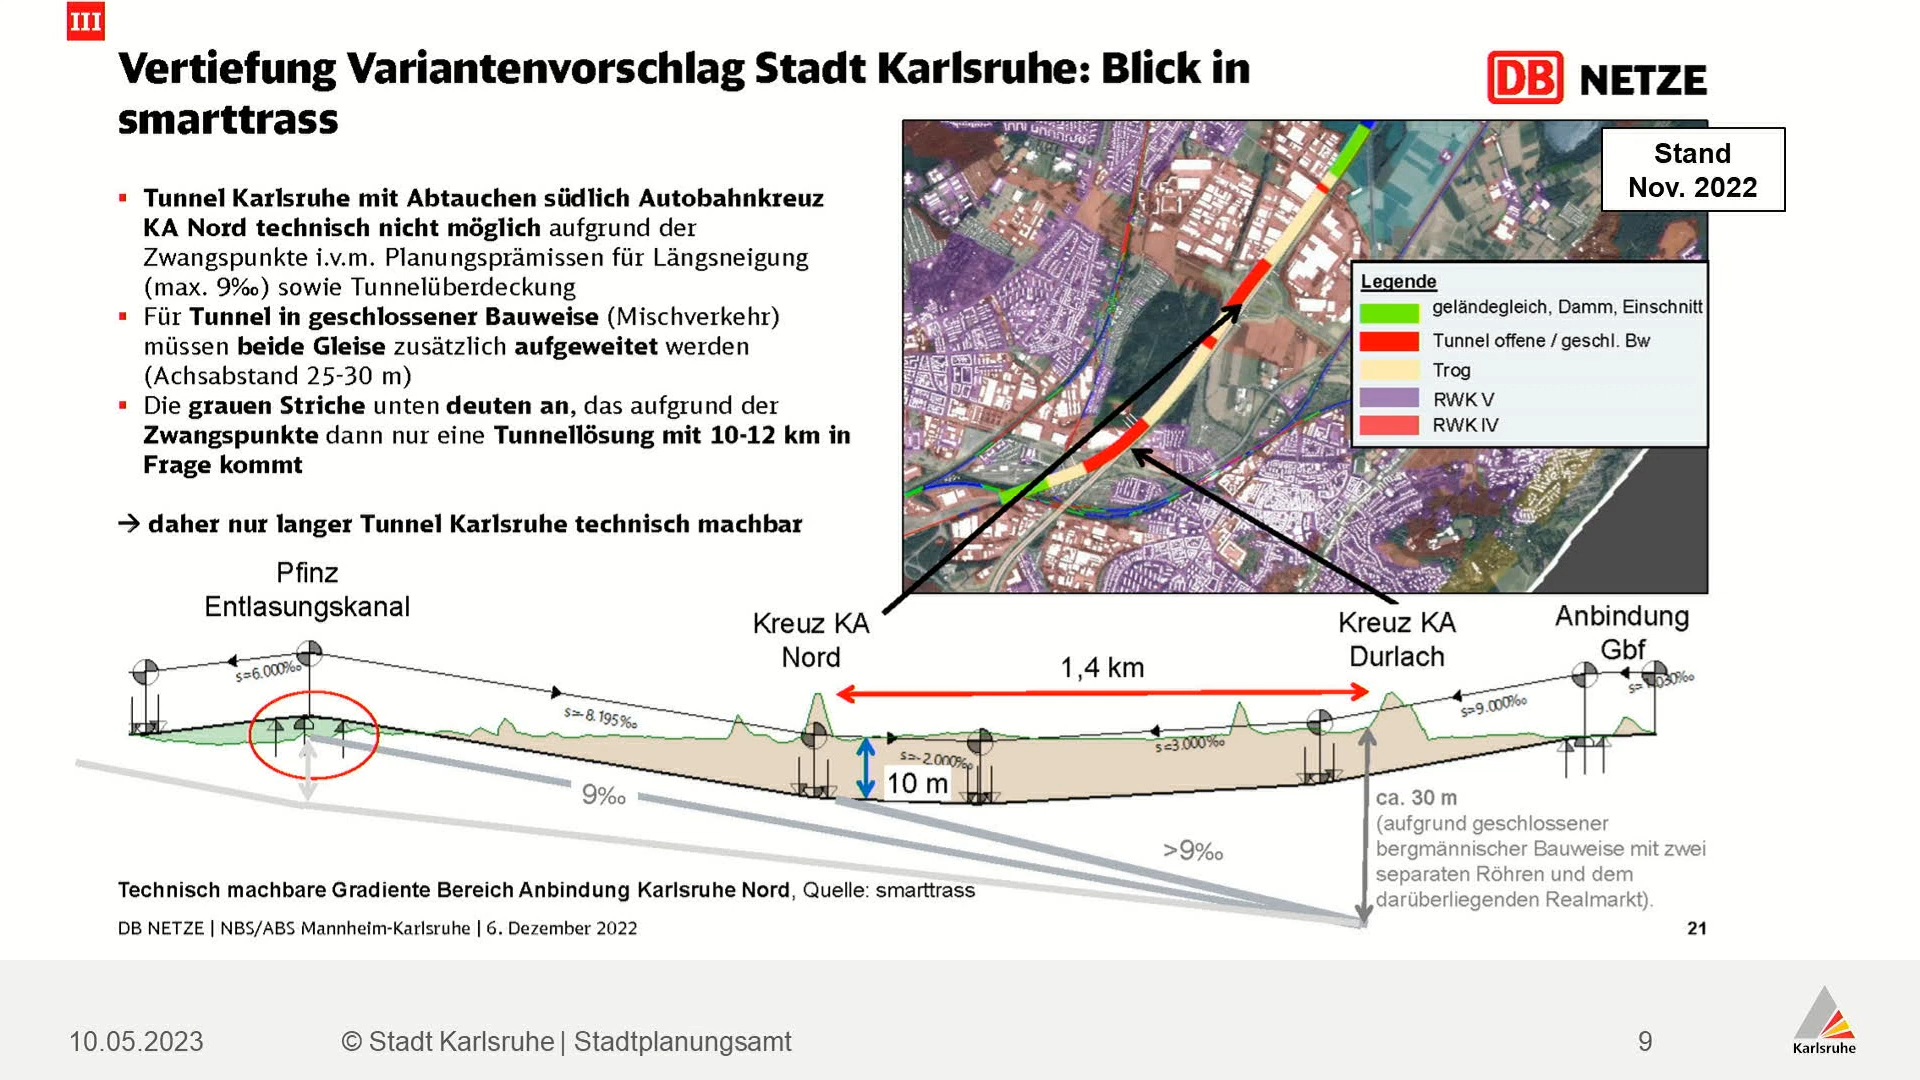 III
Vertiefung Variantenvorschlag Stadt Karlsruhe: Blick in
smarttrass
DB NETZE
Stand
Nov. 2022
▪ Tunnel Karlsruhe mit Abtauchen südlich Autobahnkreuz
KA Nord technisch nicht möglich aufgrund der
Zwangspunkte i.v.m. Planungsprämissen für Längsneigung
(max. 9‰) sowie Tunnelüberdeckung
▪ Für Tunnel in geschlossener Bauweise (Mischverkehr)
müssen beide Gleise zusätzlich aufgeweitet werden
(Achsabstand 25-30 m)
▪ Die grauen Striche unten deuten an, das aufgrund der
Zwangspunkte dann nur eine Tunnellösung mit 10-12 km in
Frage kommt
→ daher nur langer Tunnel Karlsruhe technisch machbar
Legende
geländegleich, Damm, Einschnitt
Tunnel offene / geschl. Bw
Trog
RWK V
RWK IV
Pfinz
Entlasungskanal
Kreuz KA
Nord
1,4 km
Kreuz KA
Durlach
Anbindung
Gbf
s=6.000‰
s=-8.195‰
s=-2.000‰
s=3.000‰
s=9.000‰
s=1.030‰
10 m
9‰
>9‰
ca. 30 m
(aufgrund geschlossener
bergmännischer Bauweise mit zwei
separaten Röhren und dem
darüberliegenden Realmarkt).
Technisch machbare Gradiente Bereich Anbindung Karlsruhe Nord, Quelle: smarttrass
DB NETZE | NBS/ABS Mannheim-Karlsruhe | 6. Dezember 2022
21
10.05.2023
© Stadt Karlsruhe | Stadtplanungsamt
9
Karlsruhe